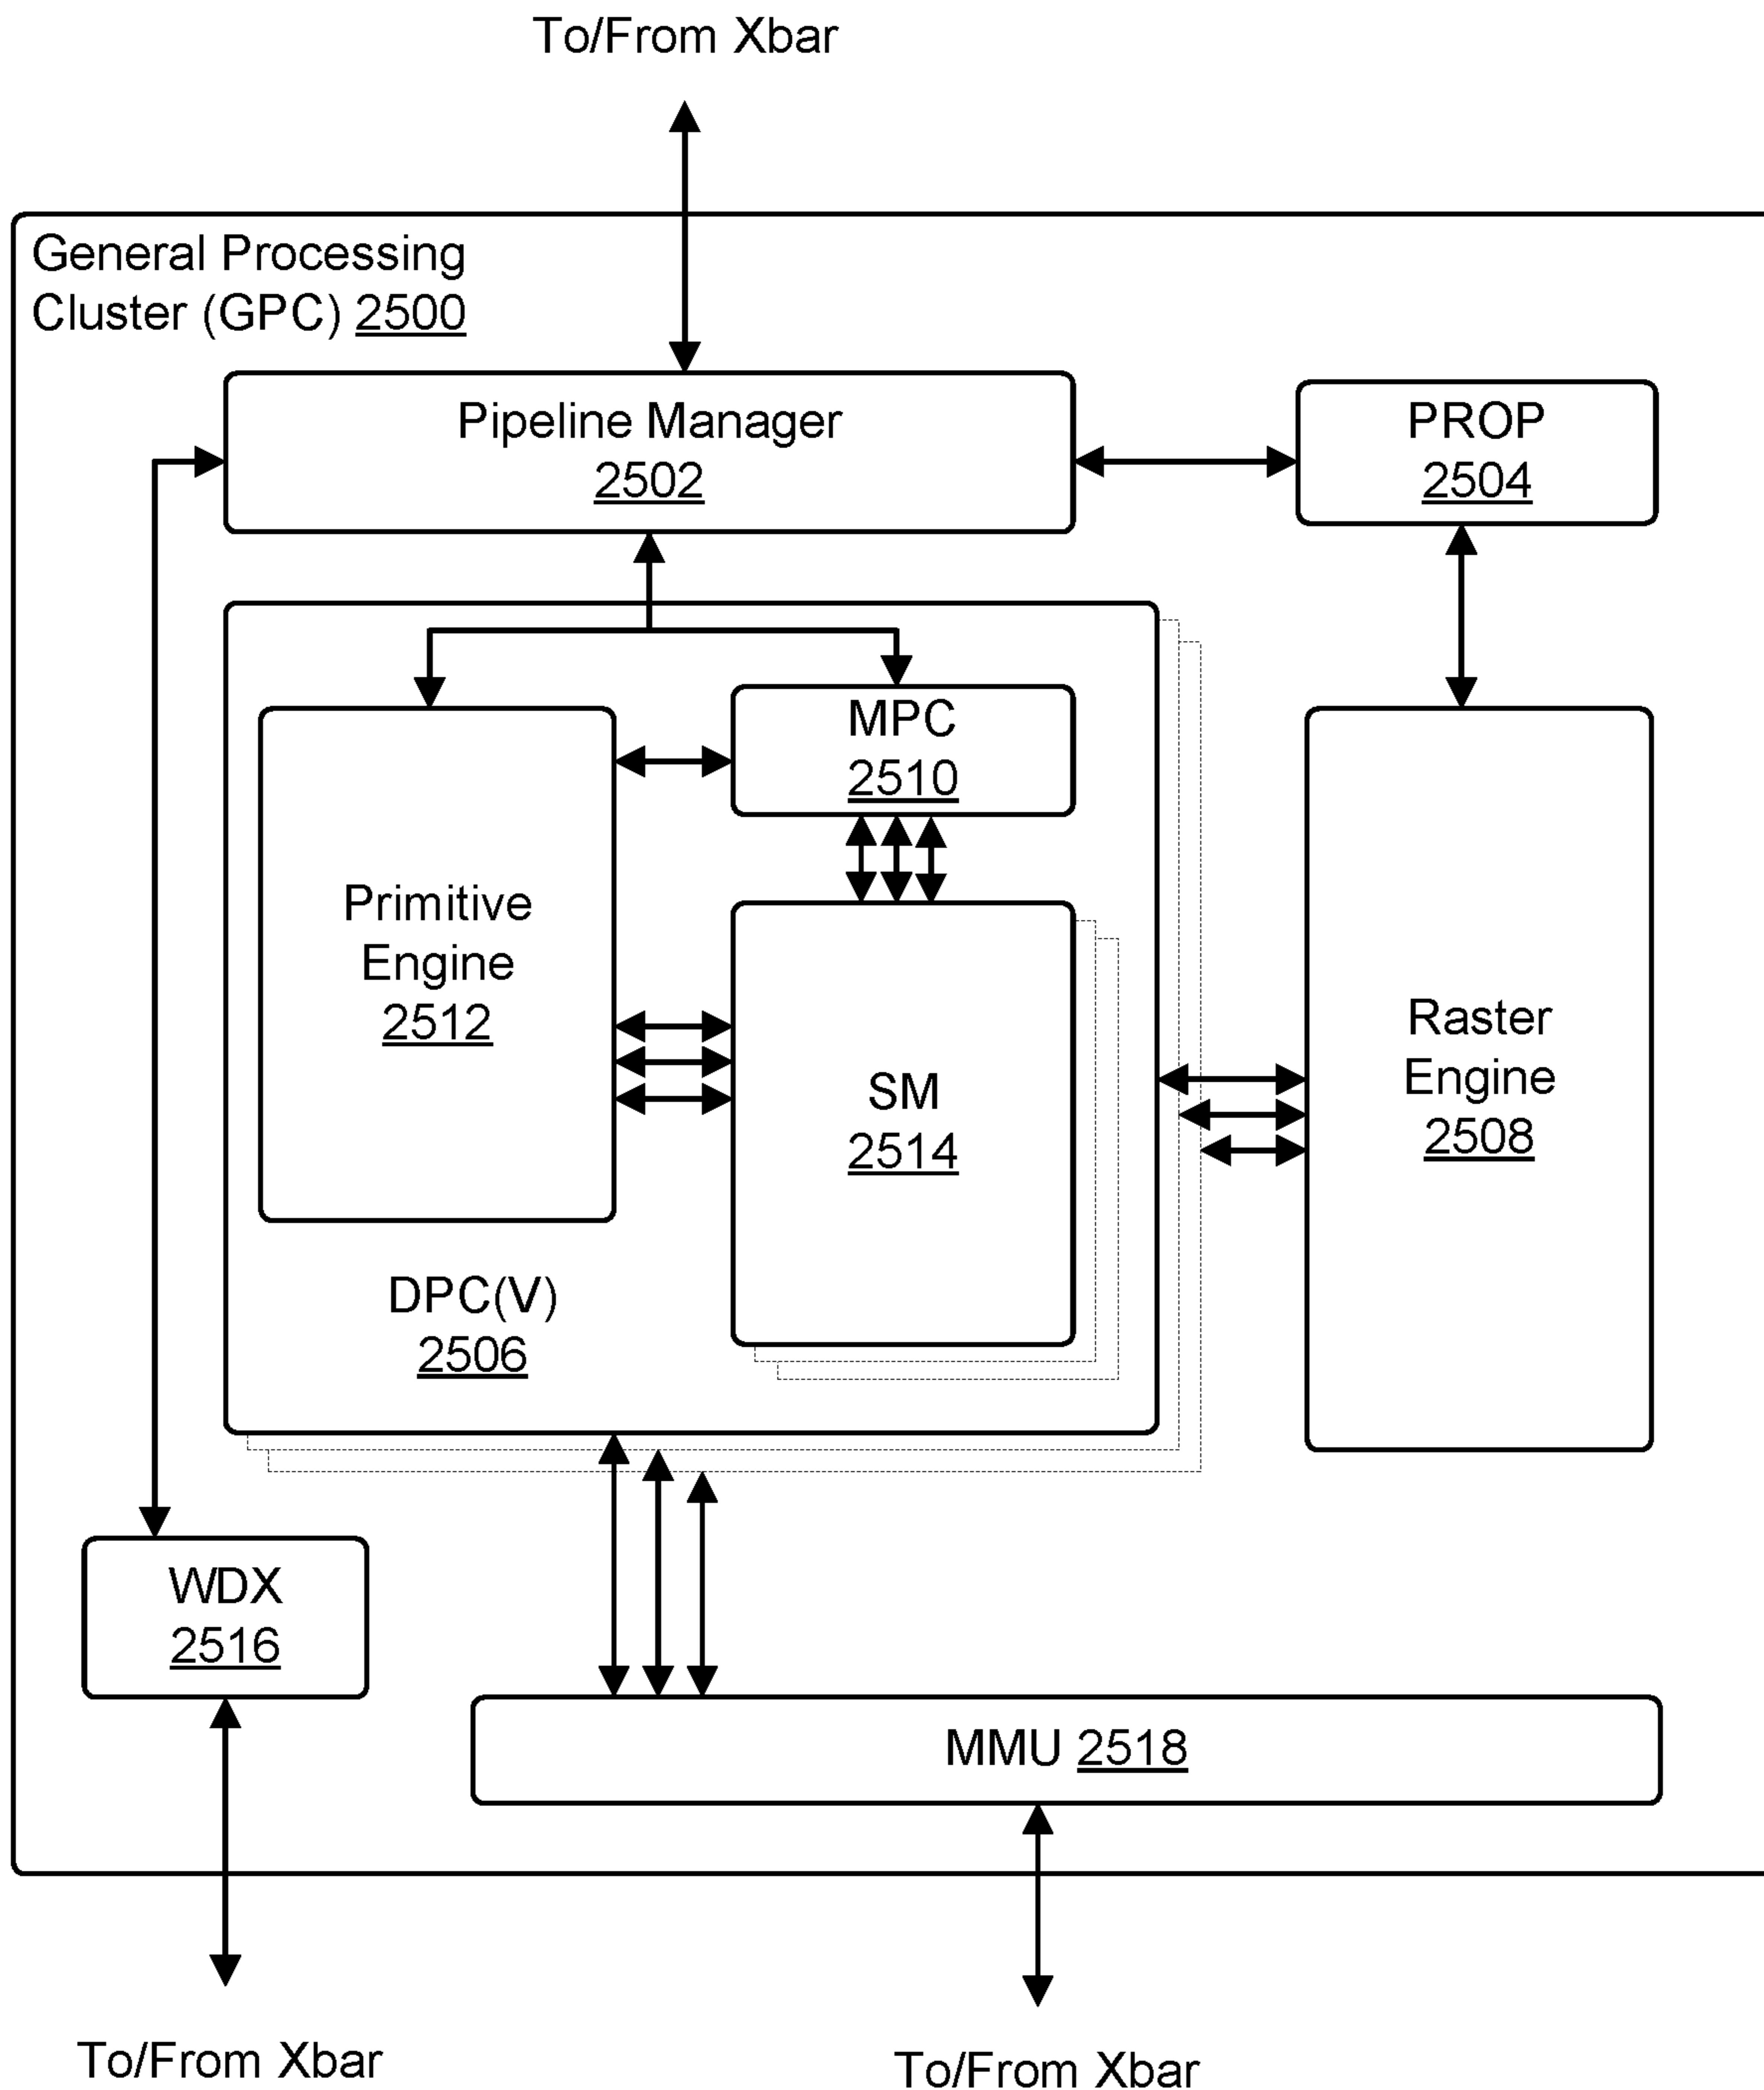 To/From Xbar
General Processing
Cluster (GPC) 2500
Pipeline Manager
2502
PROP
2504
MPC
2510
Primitive
Engine
2512
SM
2514
Raster
Engine
2508
DPC(V)
2506
WDX
2516
MMU 2518
To/From Xbar
To/From Xbar